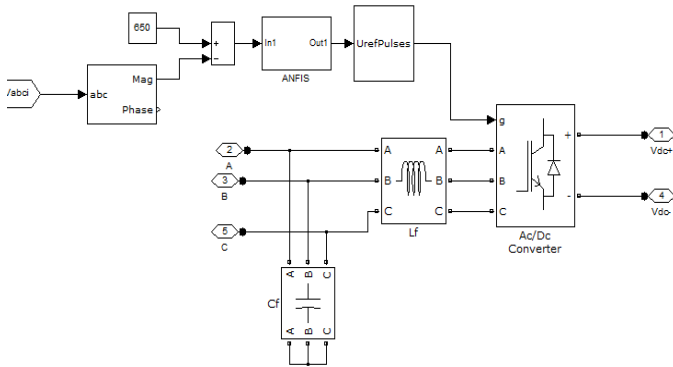 650
+
−
In1
Out1
ANFIS
UrefPulses
Vabci
abc
Mag
Phase
g
A
B
C
+
-
Ac/Dc
Converter
1
Vdc+
4
Vdc-
2
A
3
B
5
C
A
B
C
A
B
C
Lf
A
B
C
Cf
A
B
C